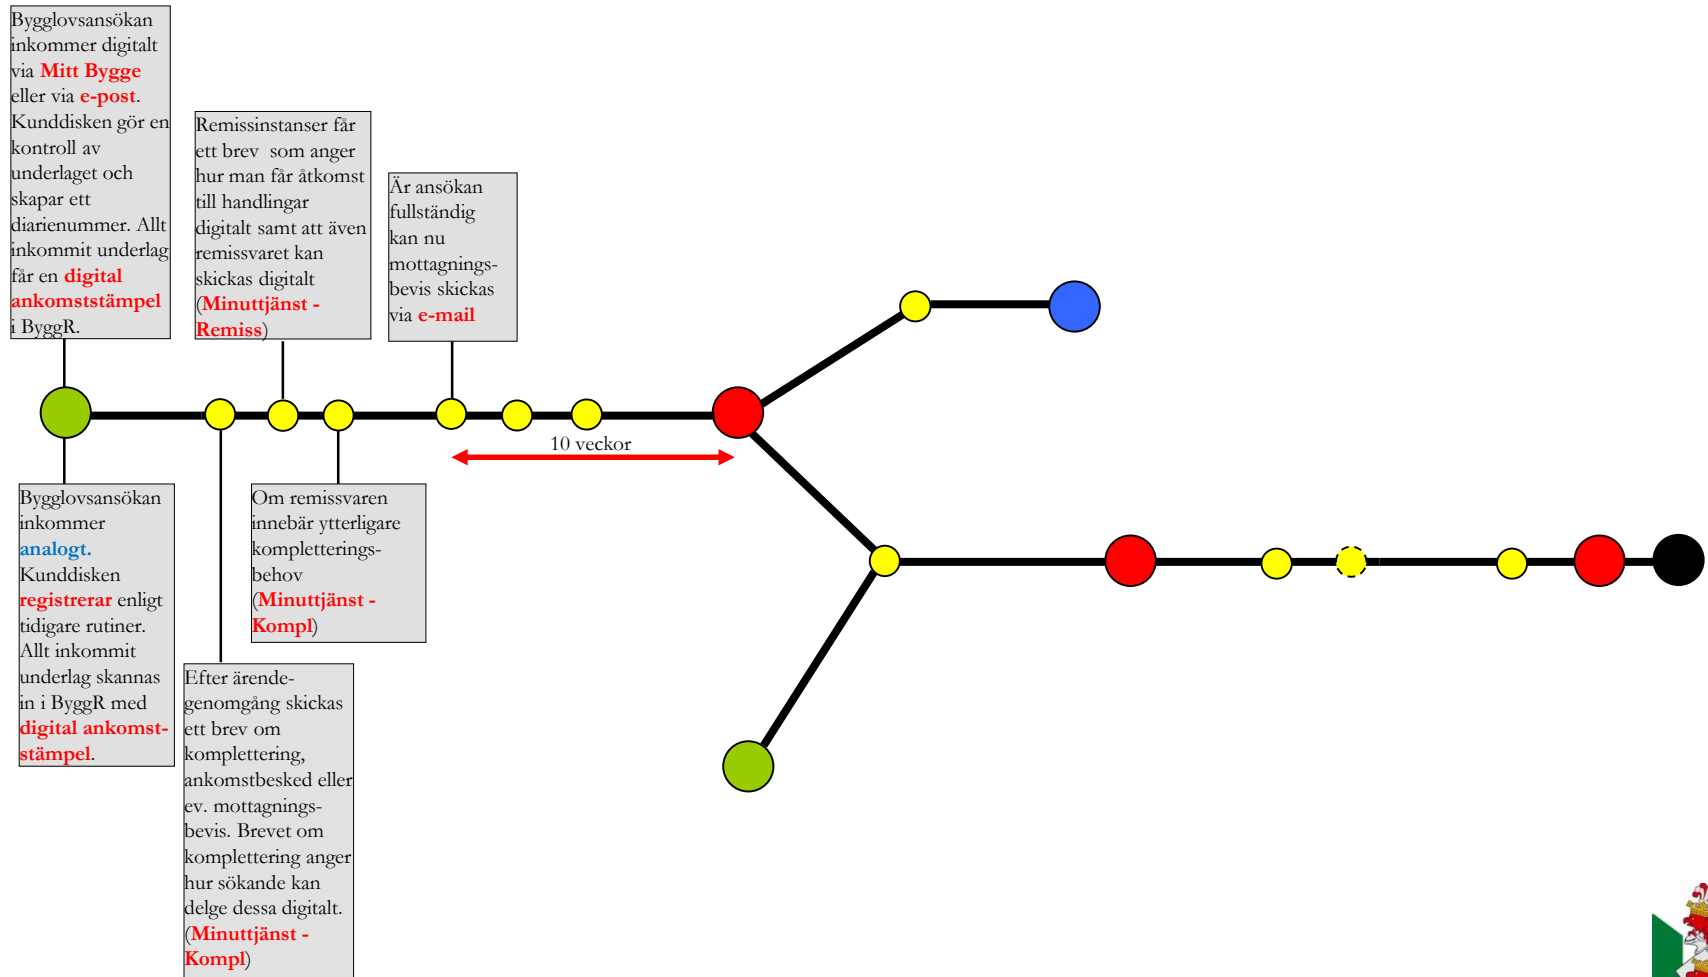 Bygglovsansökan
inkommer digitalt
via Mitt Bygge
eller via e-post.
Kunddisken gör en
kontroll av
underlaget och
skapar ett
diarienummer. Allt
inkommit underlag
får en digital
ankomststämpel
i ByggR.
Remissinstanser får
ett brev  som anger
hur man får åtkomst
till handlingar
digitalt samt att även
remissvaret kan
skickas digitalt
(Minuttjänst -
Remiss)
Är ansökan
fullständig
kan nu
mottagnings-
bevis skickas
via e-mail
10 veckor
Bygglovsansökan
inkommer
analogt.
Kunddisken
registrerar enligt
tidigare rutiner.
Allt inkommit
underlag skannas
in i ByggR med
digital ankomst-
stämpel.
Om remissvaren
innebär ytterligare
kompletterings-
behov
(Minuttjänst -
Kompl)
Efter ärende-
genomgång skickas
ett brev om
komplettering,
ankomstbesked eller
ev. mottagnings-
bevis. Brevet om
komplettering anger
hur sökande kan
delge dessa digitalt.
(Minuttjänst -
Kompl)